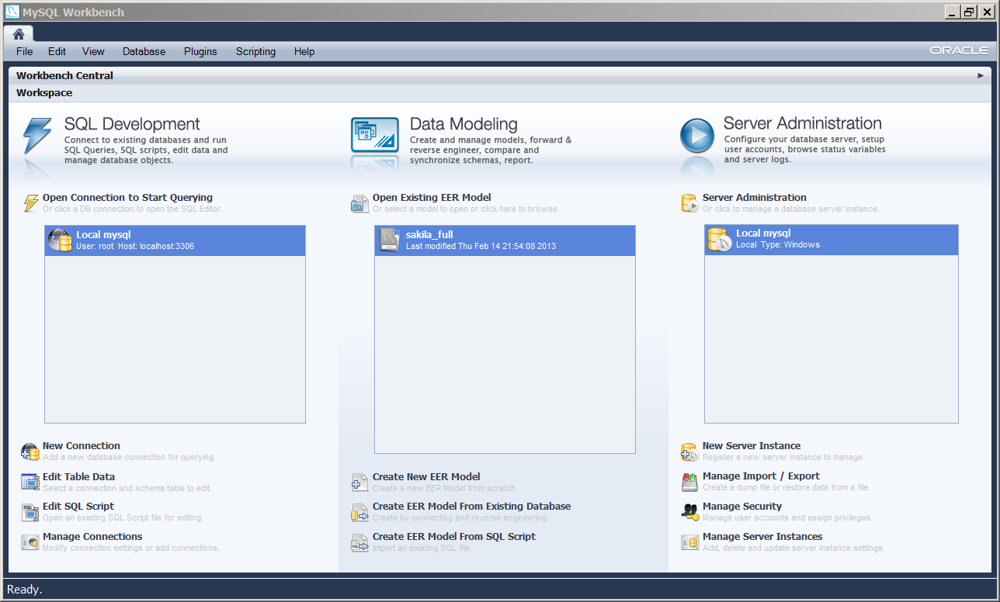 MySQL Workbench
File Edit View Database Plugins Scripting Help
ORACLE
Workbench Central
Workspace
SQL Development
Connect to existing databases and run
SQL Queries, SQL scripts, edit data and
manage database objects.
Open Connection to Start Querying
Or click a DB connection to open the SQL Editor.
Local mysql
User: root Host: localhost:3306
New Connection
Add a new database connection for querying.
Edit Table Data
Select a connection and schema table to edit.
Edit SQL Script
Open an existing SQL Script file for editing.
Manage Connections
Modify connection settings or add connections.
Data Modeling
Create and manage models, forward &
reverse engineer, compare and
synchronize schemas, report.
Open Existing EER Model
Or select a model to open or click here to browse.
sakila_full
Last modified Thu Feb 14 21:54:08 2013
Create New EER Model
Create a new EER Model from scratch.
Create EER Model From Existing Database
Create by connecting and reverse engineering.
Create EER Model From SQL Script
Import an existing SQL file.
Server Administration
Configure your database server, setup
user accounts, browse status variables
and server logs.
Server Administration
Or click to manage a database server instance.
Local mysql
Local Type: Windows
New Server Instance
Register a new server instance to manage.
Manage Import / Export
Create a dump file or restore data from a file.
Manage Security
Manage user accounts and assign privileges.
Manage Server Instances
Add, delete and update server instance settings.
Ready.